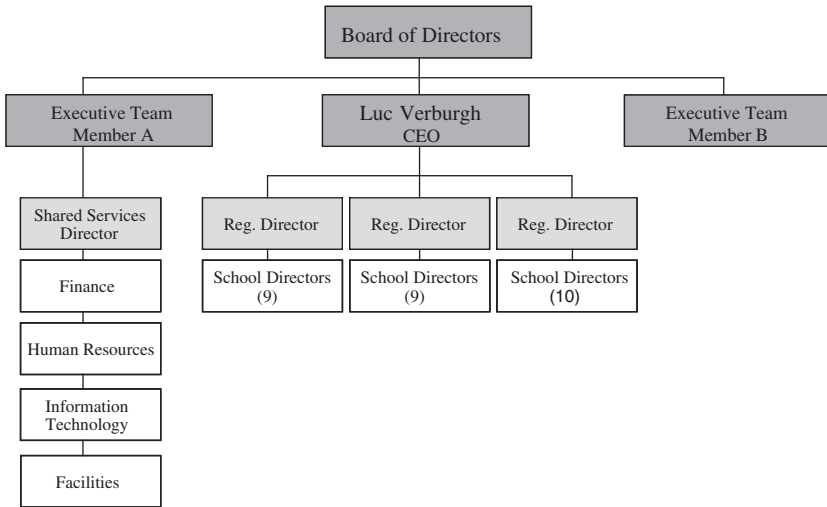 Board of Directors
Executive Team
Member A
Luc Verburgh
CEO
Executive Team
Member B
Shared Services
Director
Finance
Human Resources
Information
Technology
Facilities
Reg. Director
School Directors
(9)
Reg. Director
School Directors
(9)
Reg. Director
School Directors
(10)